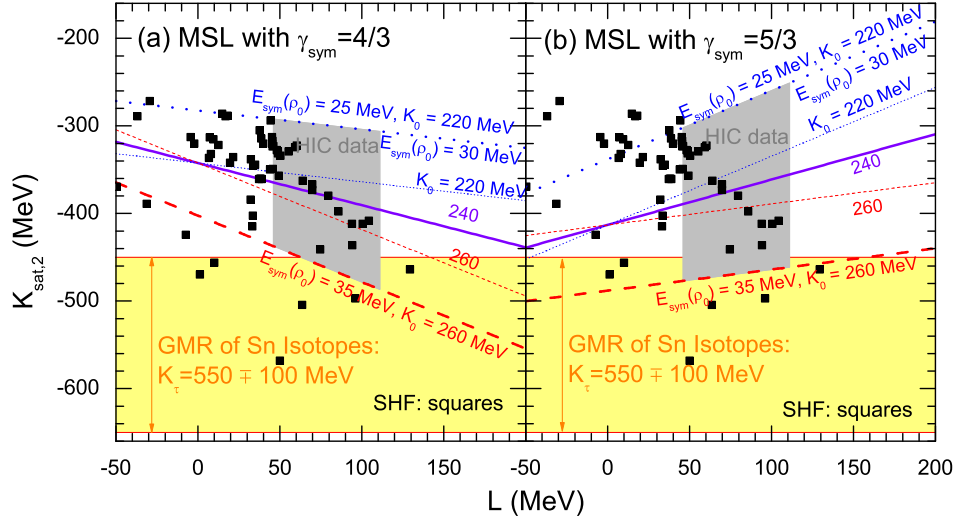 (a) MSL with γsym=4/3
(b) MSL with γsym=5/3
-200
-300
-400
-500
-600
Ksat,2 (MeV)
Esym(ρ0) = 25 MeV, K0 = 220 MeV
Esym(ρ0) = 30 MeV
K0 = 220 MeV
240
260
HIC data
Esym(ρ0) = 35 MeV, K0 = 260 MeV
GMR of Sn Isotopes:
Kτ=550 ∓ 100 MeV
SHF: squares
Esym(ρ0) = 25 MeV, K0 = 220 MeV
Esym(ρ0) = 30 MeV
K0 = 220 MeV
HIC data
240
260
Esym(ρ0) = 35 MeV, K0 = 260 MeV
GMR of Sn Isotopes:
Kτ=550 ∓ 100 MeV
SHF: squares
-50 0 50 100 150 -50 0 50 100 150 200
L (MeV)